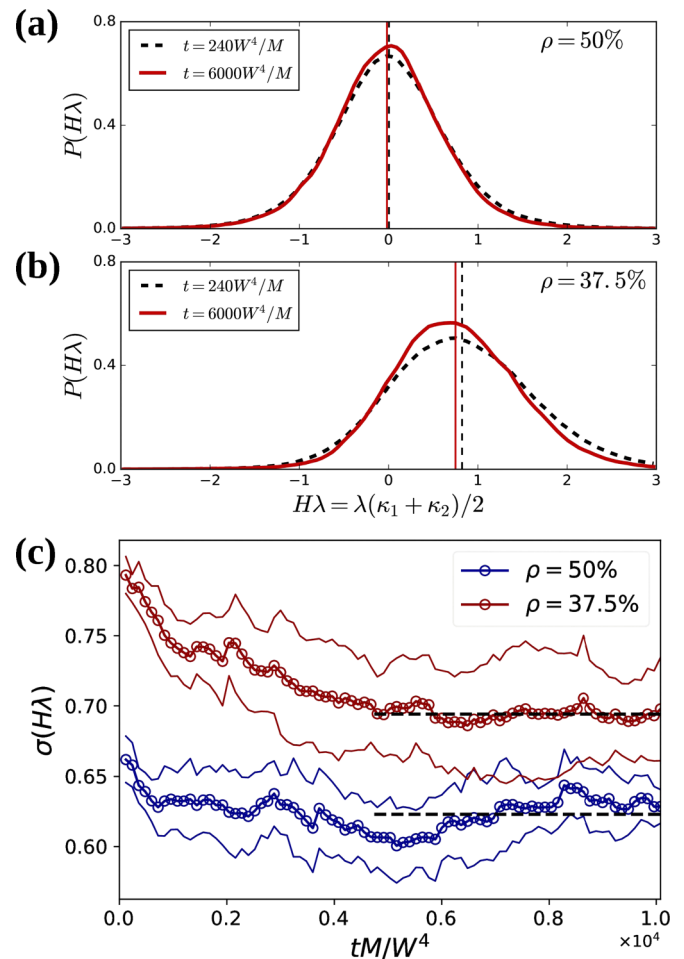 (a)
0.8
0.4
0.0
P(Hλ)
t = 240W⁴/M
t = 6000W⁴/M
ρ = 50%
−3 −2 −1 0 1 2 3
(b)
0.8
0.4
0.0
P(Hλ)
t = 240W⁴/M
t = 6000W⁴/M
ρ = 37.5%
−3 −2 −1 0 1 2 3
Hλ = λ(κ₁ + κ₂)/2
(c)
0.80
0.75
0.70
0.65
0.60
σ(Hλ)
ρ = 50%
ρ = 37.5%
0.0 0.2 0.4 0.6 0.8 1.0
×10⁴
tM/W⁴